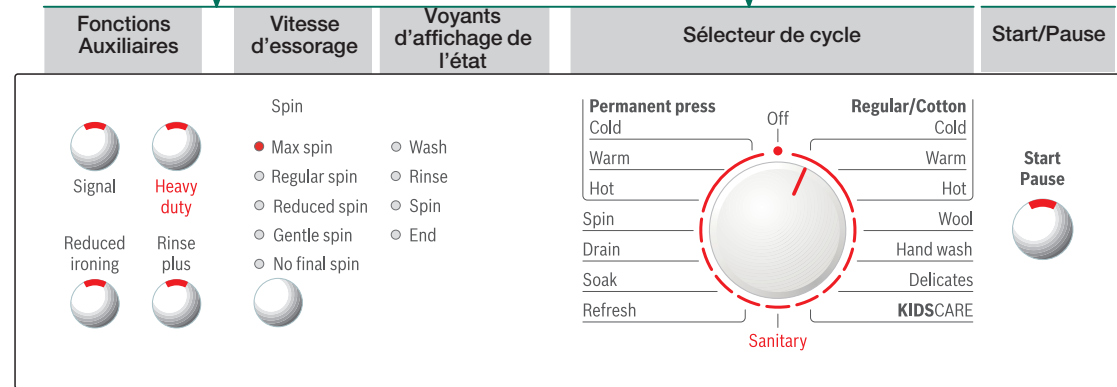 Fonctions
Auxiliaires
Vitesse
d'essorage
Voyants
d'affichage de
l'état
Sélecteur de cycle
Start/Pause
Signal
Heavy
duty
Reduced
ironing
Rinse
plus
Spin
Max spin
Regular spin
Reduced spin
Gentle spin
No final spin
Wash
Rinse
Spin
End
Permanent press
Cold
Warm
Hot
Spin
Drain
Soak
Refresh
Off
Sanitary
Regular/Cotton
Cold
Warm
Hot
Wool
Hand wash
Delicates
KIDSCARE
Start
Pause